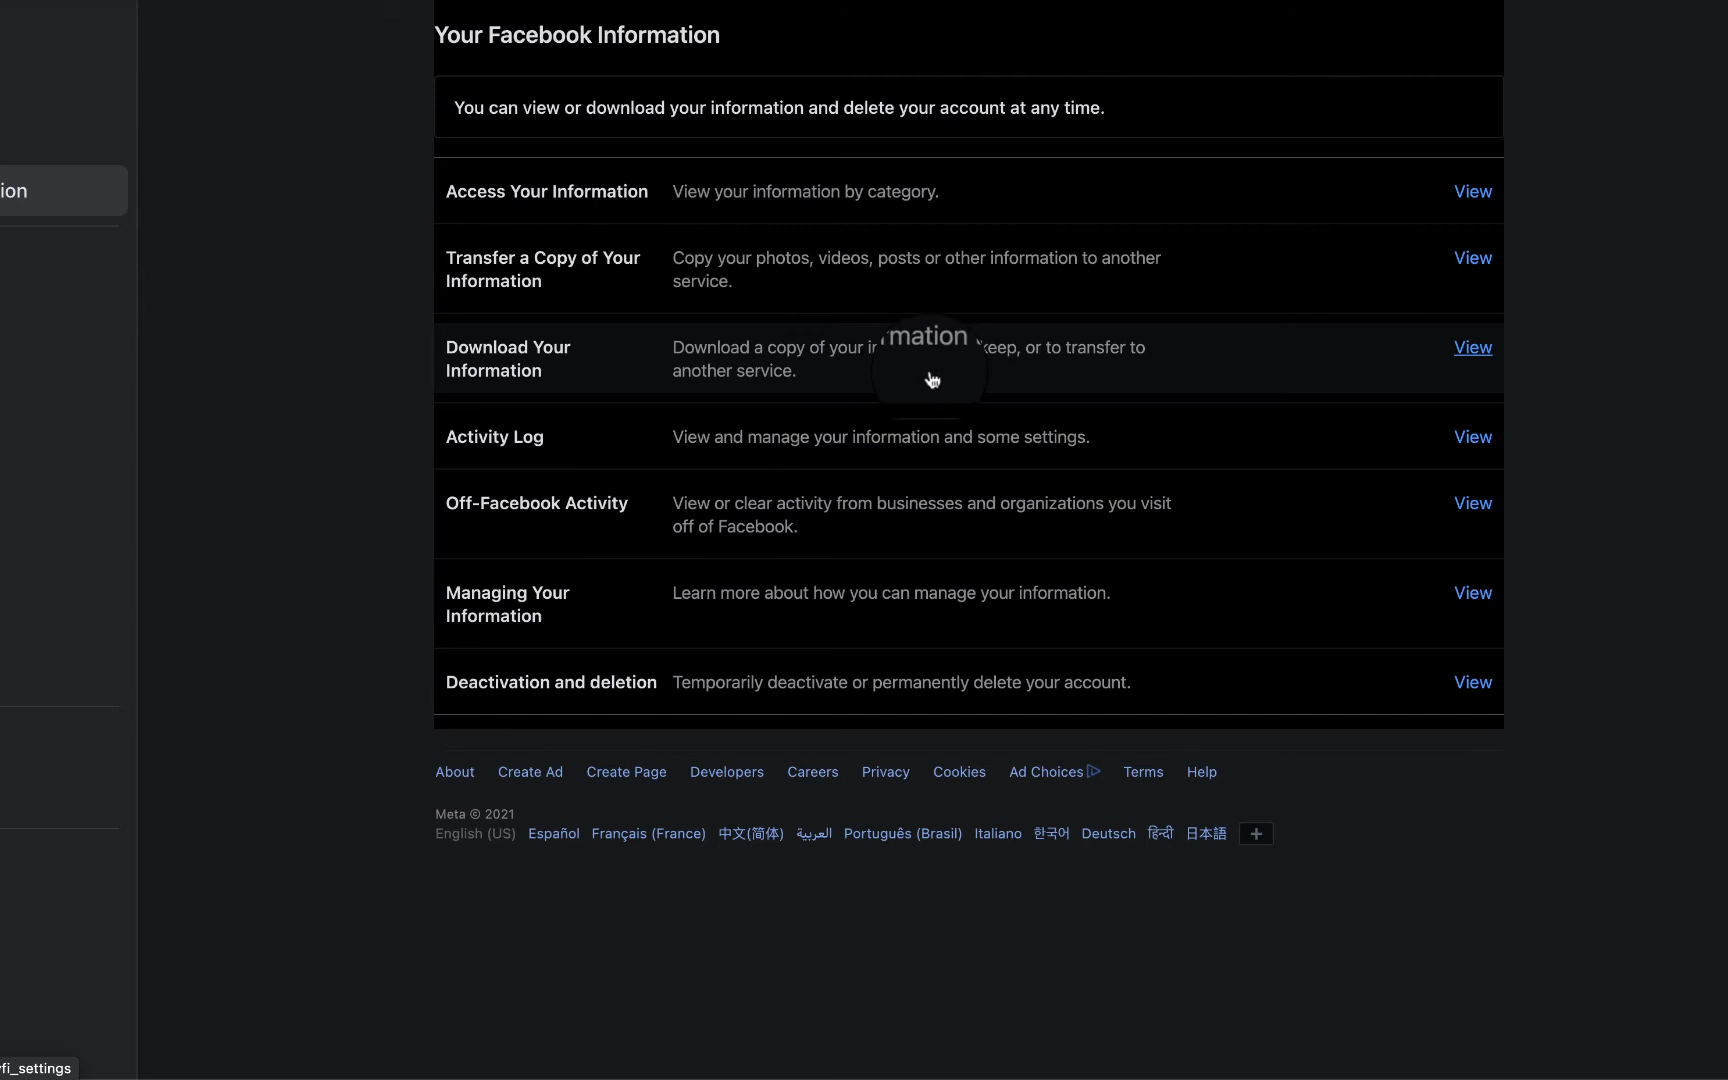 Your Facebook Information
You can view or download your information and delete your account at any time.
ion
Access Your Information View your information by category. View
Transfer a Copy of Your Information Copy your photos, videos, posts or other information to another View
service.
rmation
Download Your Download a copy of your keep, or to transfer to View
Information another service.
Activity Log View and manage your information and some settings. View
Off-Facebook Activity View or clear activity from businesses and organizations you visit View
off of Facebook.
Managing Your Learn more about how you can manage your information. View
Information
Deactivation and deletion Temporarily deactivate or permanently delete your account. View
About Create Ad Create Page Developers Careers Privacy Cookies Ad Choices Terms Help
Meta © 2021
English (US) Español Français (France) 中文(简体) العربية Português (Brasil) Italiano 한국어 Deutsch हिन्दी 日本語 +
fi_settings